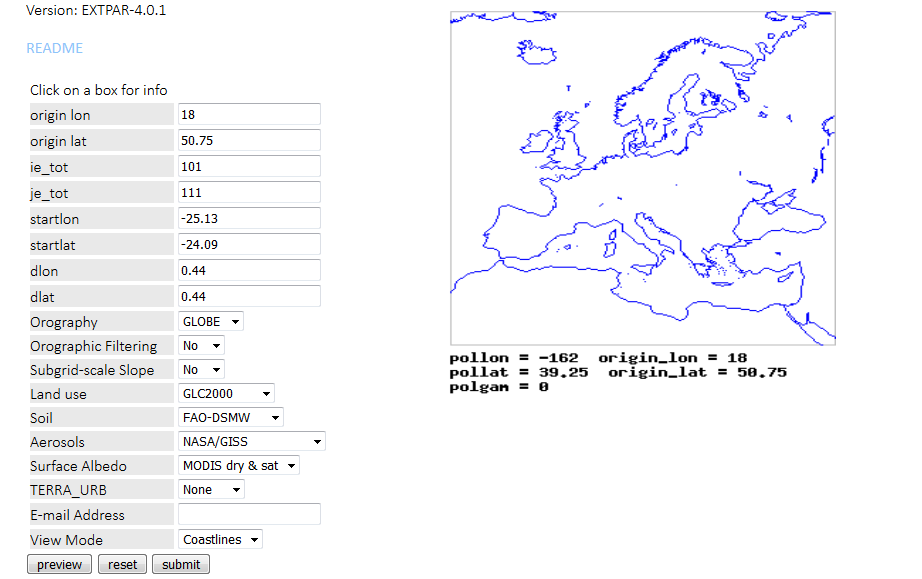 Version: EXTPAR-4.0.1
README
Click on a box for info
origin lon 18
origin lat 50.75
ie_tot 101
je_tot 111
startlon -25.13
startlat -24.09
dlon 0.44
dlat 0.44
Orography GLOBE
Orographic Filtering No
Subgrid-scale Slope No
Land use GLC2000
Soil FAO-DSMW
Aerosols NASA/GISS
Surface Albedo MODIS dry & sat
TERRA_URB None
E-mail Address
View Mode Coastlines
preview reset submit
pollon = -162 origin_lon = 18
pollat = 39.25 origin_lat = 50.75
polgam = 0